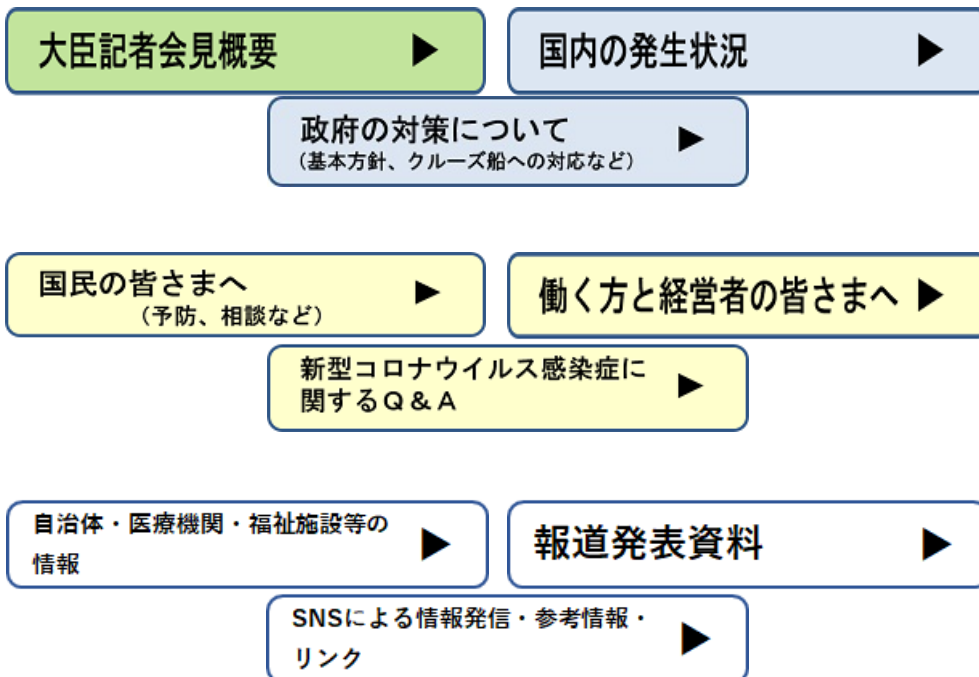 大臣記者会見概要 ▶
国内の発生状況 ▶
政府の対策について ▶
（基本方針、クルーズ船への対応など）
国民の皆さまへ ▶
（予防、相談など）
働く方と経営者の皆さまへ ▶
新型コロナウイルス感染症に ▶
関するQ＆A
自治体・医療機関・福祉施設等の ▶
情報
報道発表資料 ▶
SNSによる情報発信・参考情報・ ▶
リンク